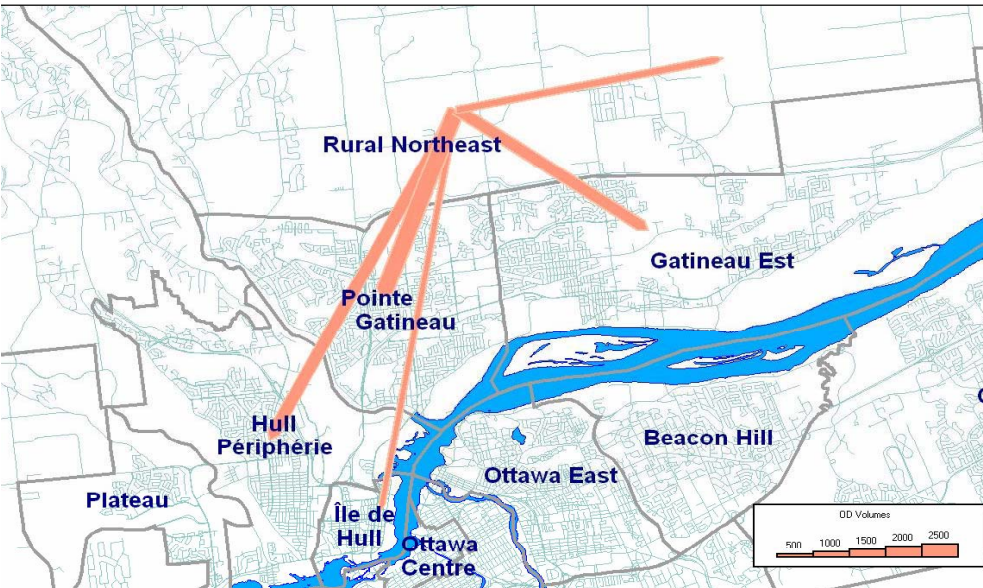 Rural Northeast
Gatineau Est
Pointe
Gatineau
Hull
Périphérie
Beacon Hill
Ottawa East
Plateau
Île de
Hull
Ottawa
Centre
OD Volumes
500 1000 1500 2000 2500